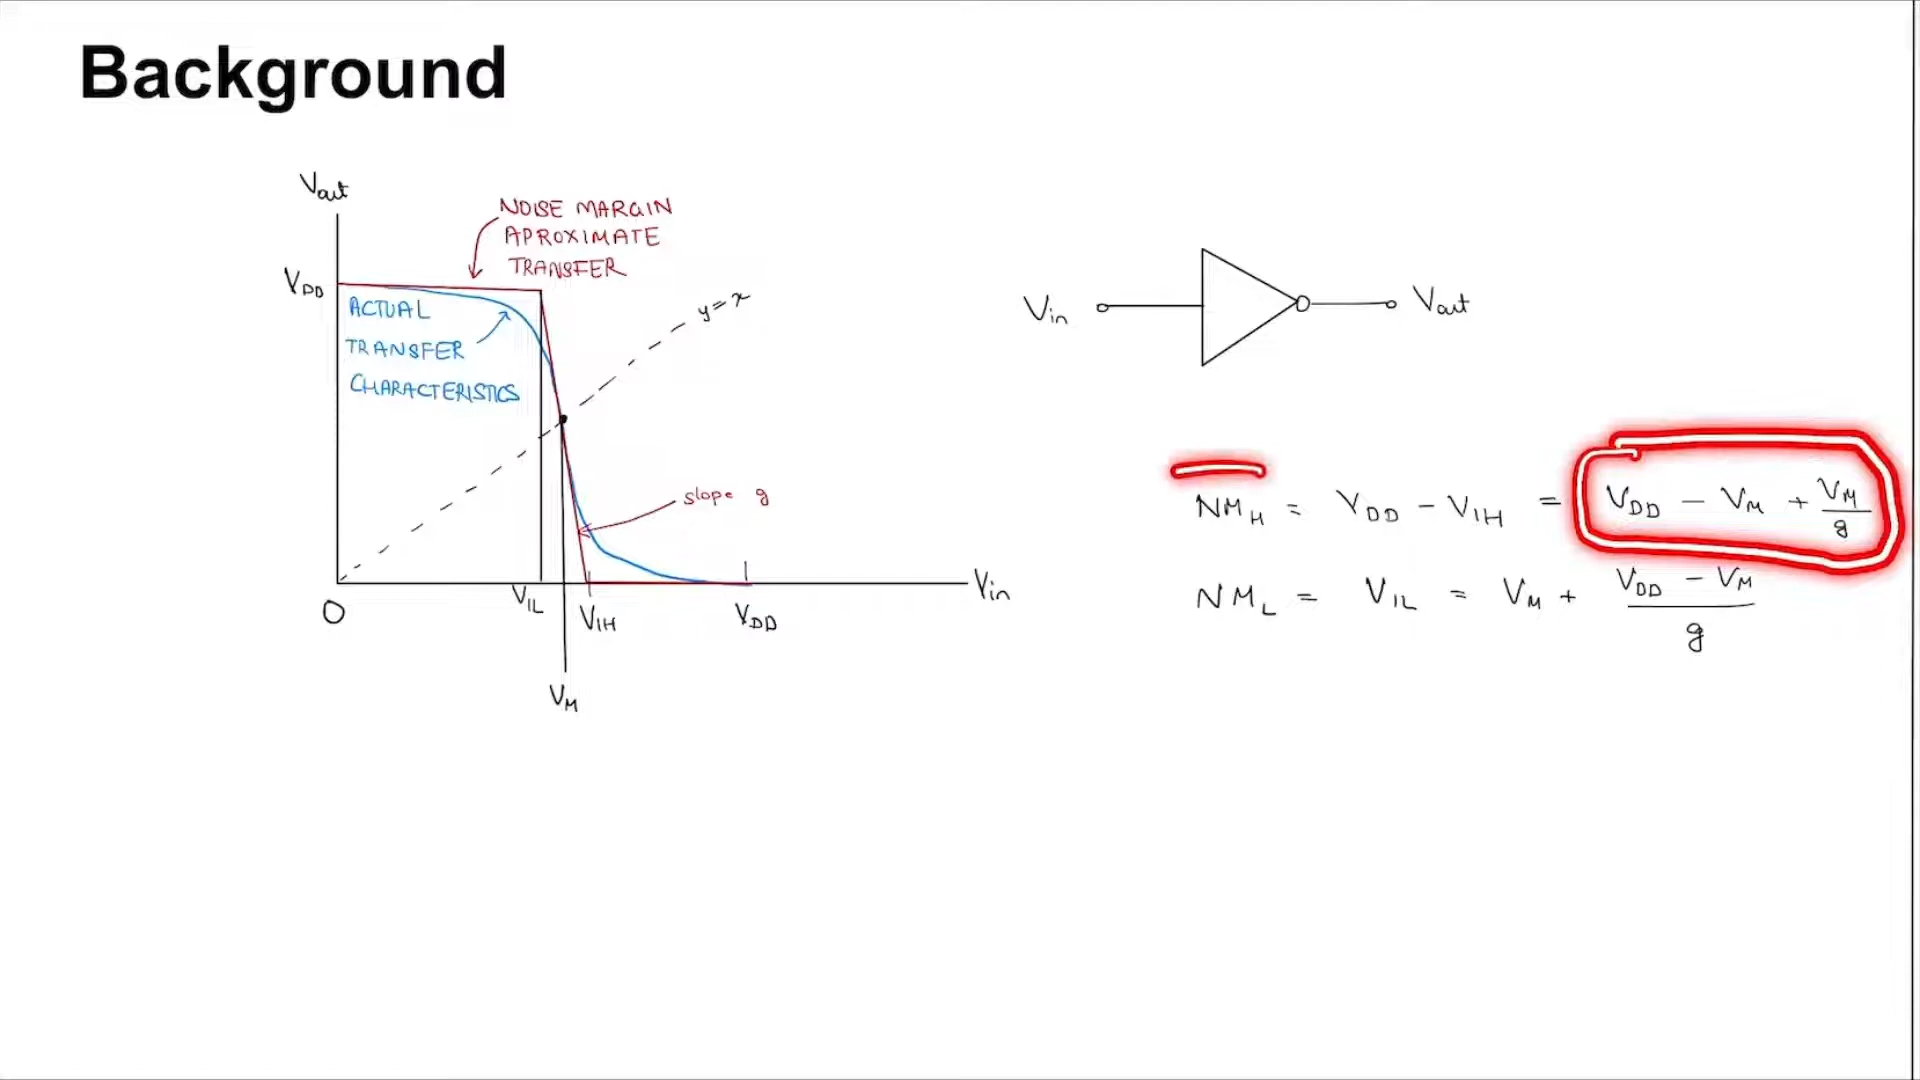 Background
Vout
NOISE MARGIN
APROXIMATE
TRANSFER
VDD
ACTUAL
TRANSFER
CHARACTERISTICS
y=x
slope g
O
VIL
VIH
VDD
Vin
VM
Vin
Vout
NMH = VDD - VIH = VDD - VM + VM/g
NML = VIL = VM + (VDD - VM)/g